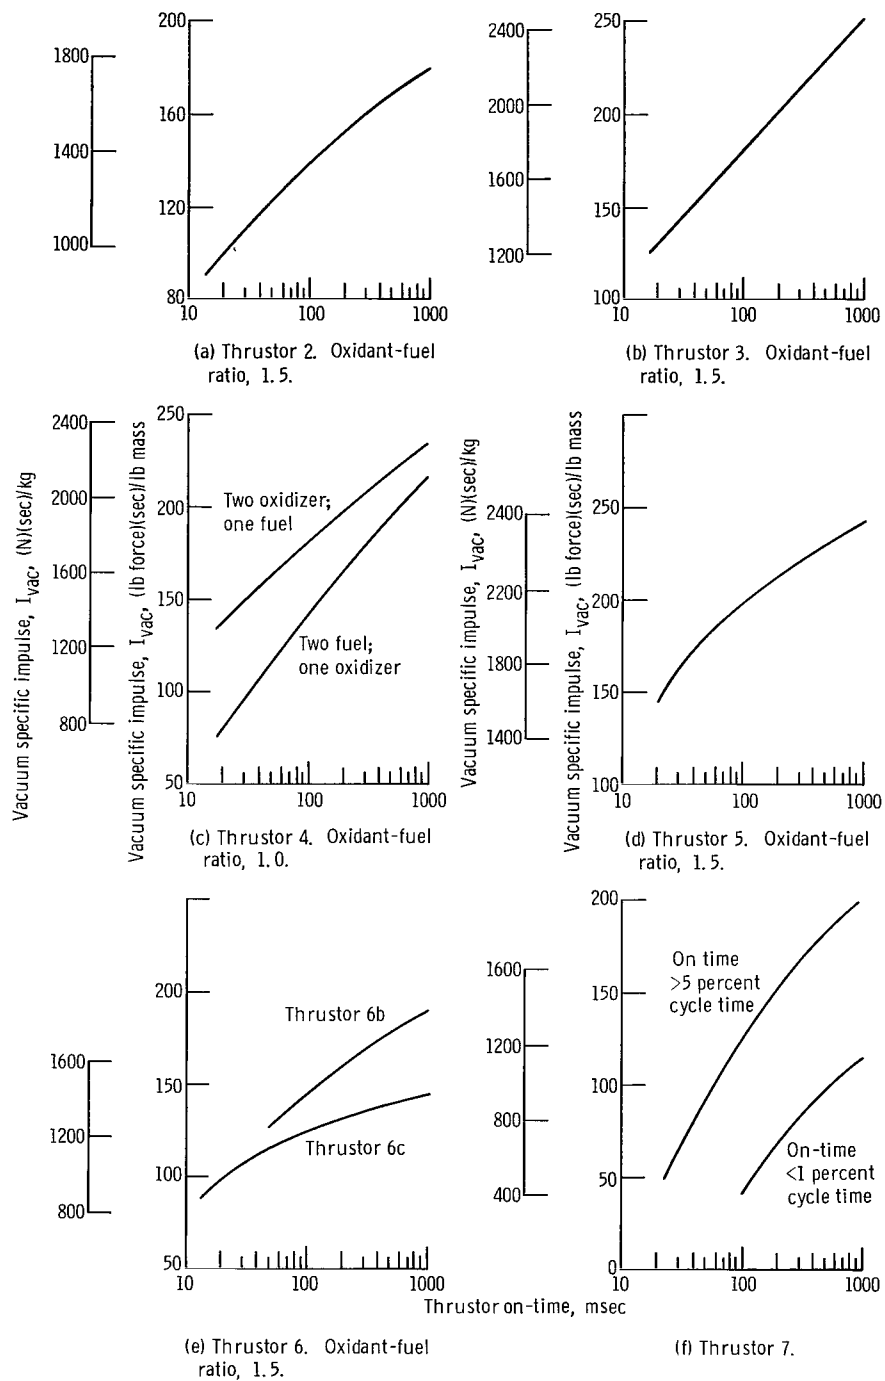 200
160
120
80
1800
1400
1000
10
100
1000
(a) Thrustor 2. Oxidant-fuel
ratio, 1.5.
250
200
150
100
2400
2000
1600
1200
10
100
1000
(b) Thrustor 3. Oxidant-fuel
ratio, 1.5.
Vacuum specific impulse, Ivac, (N)(sec)/kg
2400
2000
1600
1200
800
Vacuum specific impulse, Ivac, (lb force)(sec)/lb mass
250
200
150
100
50
Two oxidizer;
one fuel
Two fuel;
one oxidizer
10
100
1000
(c) Thrustor 4. Oxidant-fuel
ratio, 1.0.
Vacuum specific impulse, Ivac, (N)(sec)/kg
2400
2200
2000
1800
1400
Vacuum specific impulse, Ivac, (lb force)(sec)/lb mass
250
200
150
100
10
100
1000
(d) Thrustor 5. Oxidant-fuel
ratio, 1.5.
1600
1200
800
200
150
100
50
Thrustor 6b
Thrustor 6c
10
100
1000
(e) Thrustor 6. Oxidant-fuel
ratio, 1.5.
1600
1200
800
400
200
150
100
50
0
On time
>5 percent
cycle time
On-time
<1 percent
cycle time
10
100
1000
Thrustor on-time, msec
(f) Thrustor 7.